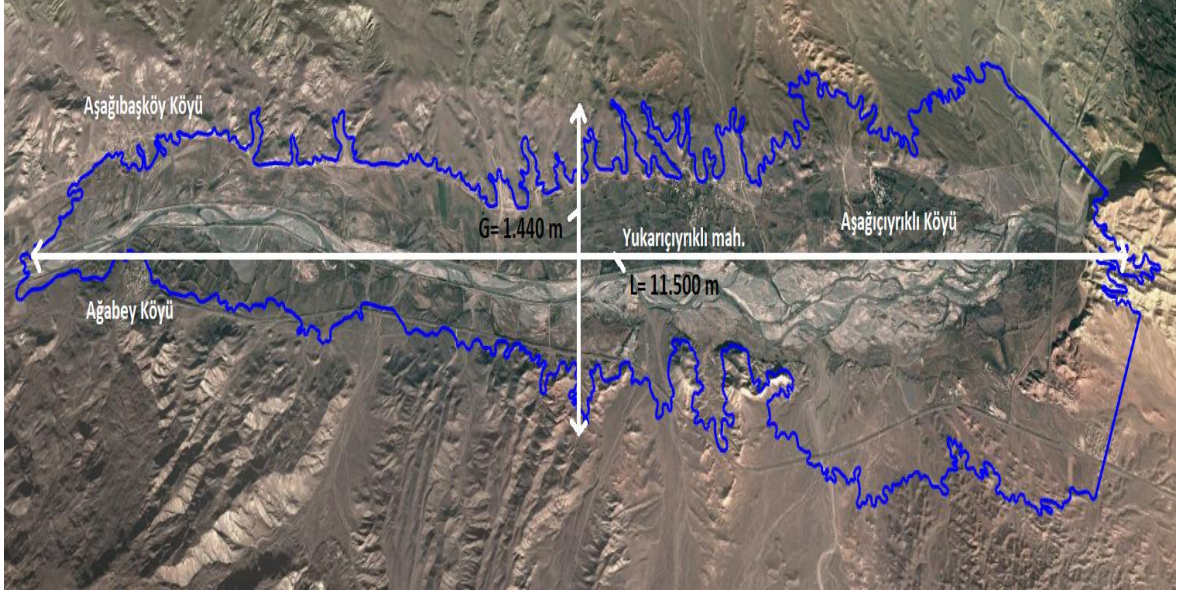 Aşağıbaşköy Köyü
G= 1.440 m
Yukarıçıyrıklı mah.
Aşağıçıyrıklı Köyü
L= 11.500 m
Ağabey Köyü